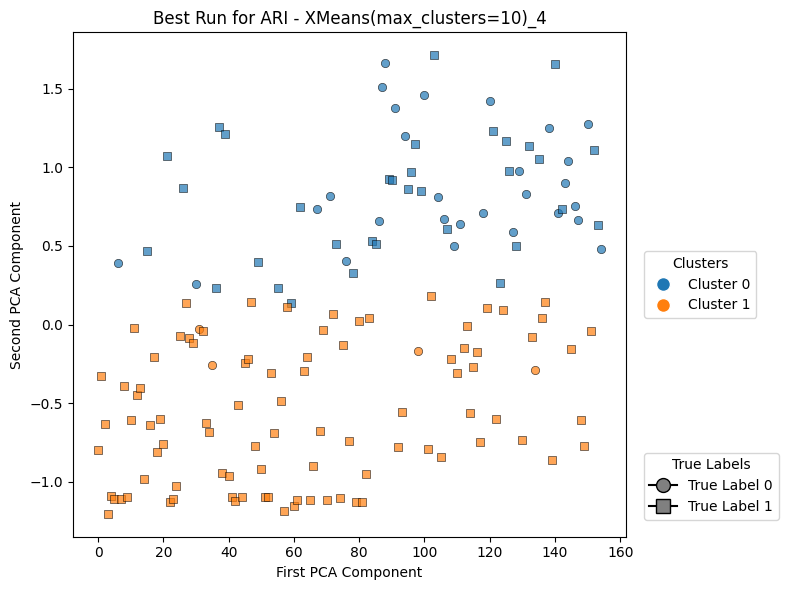 Best Run for ARI - XMeans(max_clusters=10)_4
Second PCA Component
1.5
1.0
0.5
0.0
−0.5
−1.0
0 20 40 60 80 100 120 140 160
First PCA Component
Clusters
Cluster 0
Cluster 1
True Labels
True Label 0
True Label 1